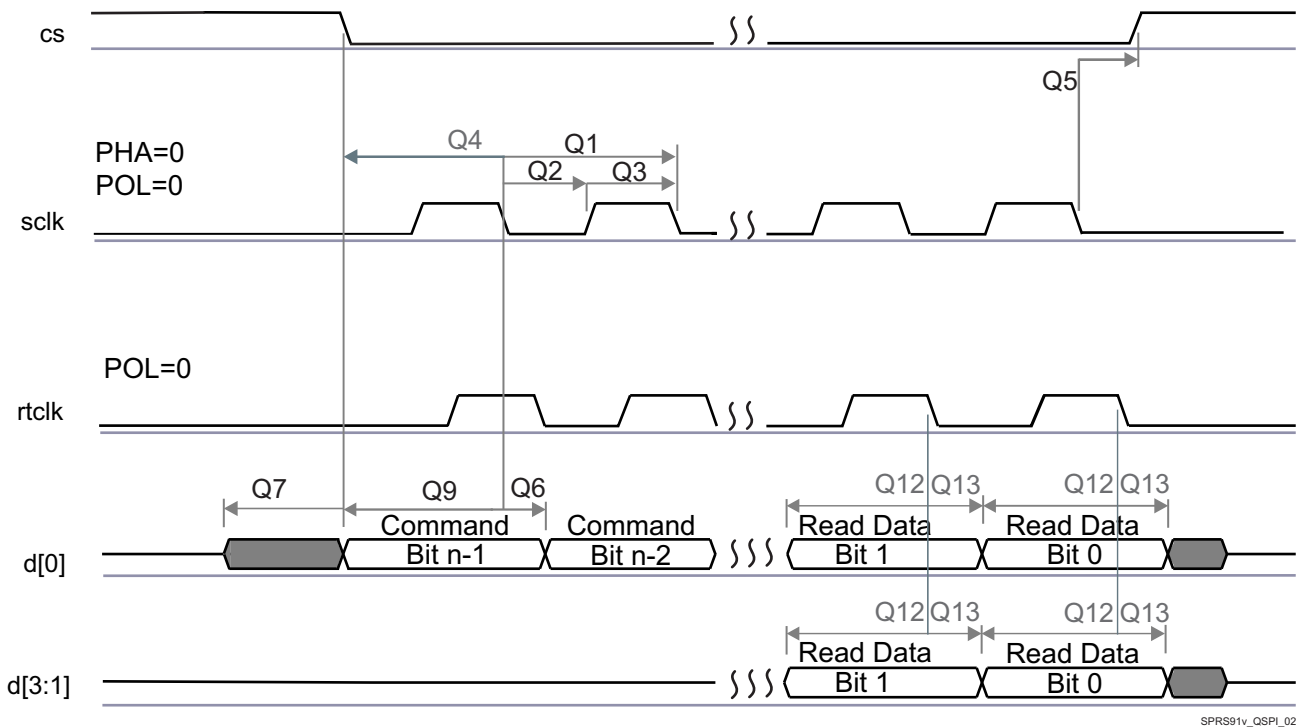 cs
Q5
PHA=0
Q4 Q1
POL=0
Q2 Q3
sclk
POL=0
rtclk
Q7 Q9 Q6 Q12 Q13 Q12 Q13
Command Command Read Data Read Data
d[0] Bit n-1 Bit n-2 Bit 1 Bit 0
Q12 Q13 Q12 Q13
Read Data Read Data
d[3:1] Bit 1 Bit 0
SPRS91v_QSPI_02